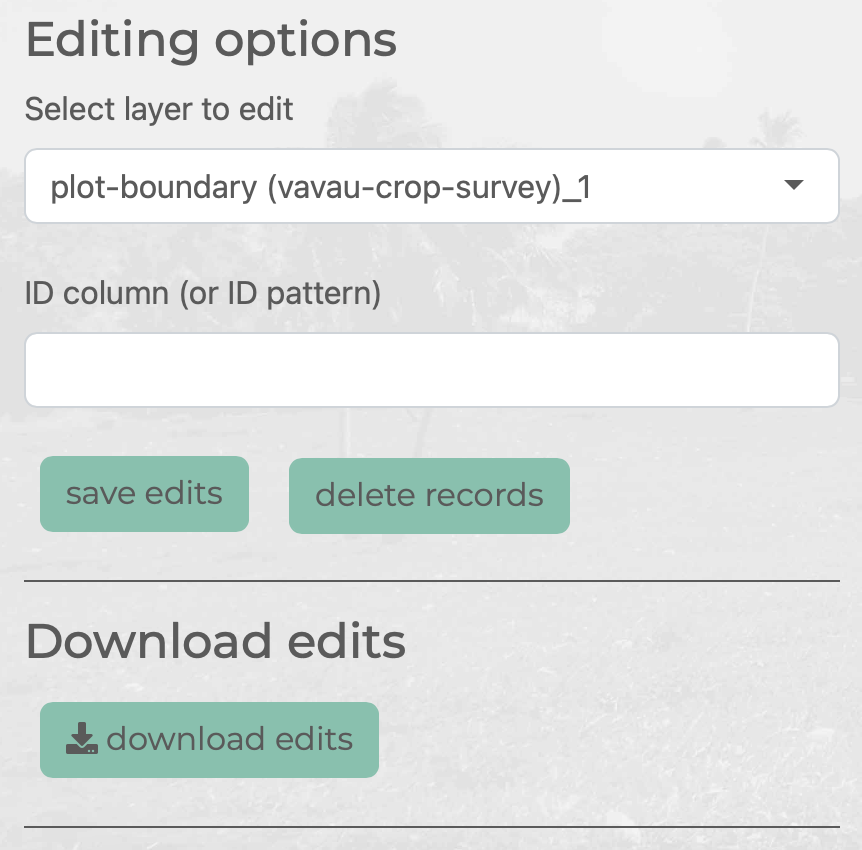 Editing options
Select layer to edit
plot-boundary (vavau-crop-survey)_1
ID column (or ID pattern)
save edits
delete records
Download edits
download edits